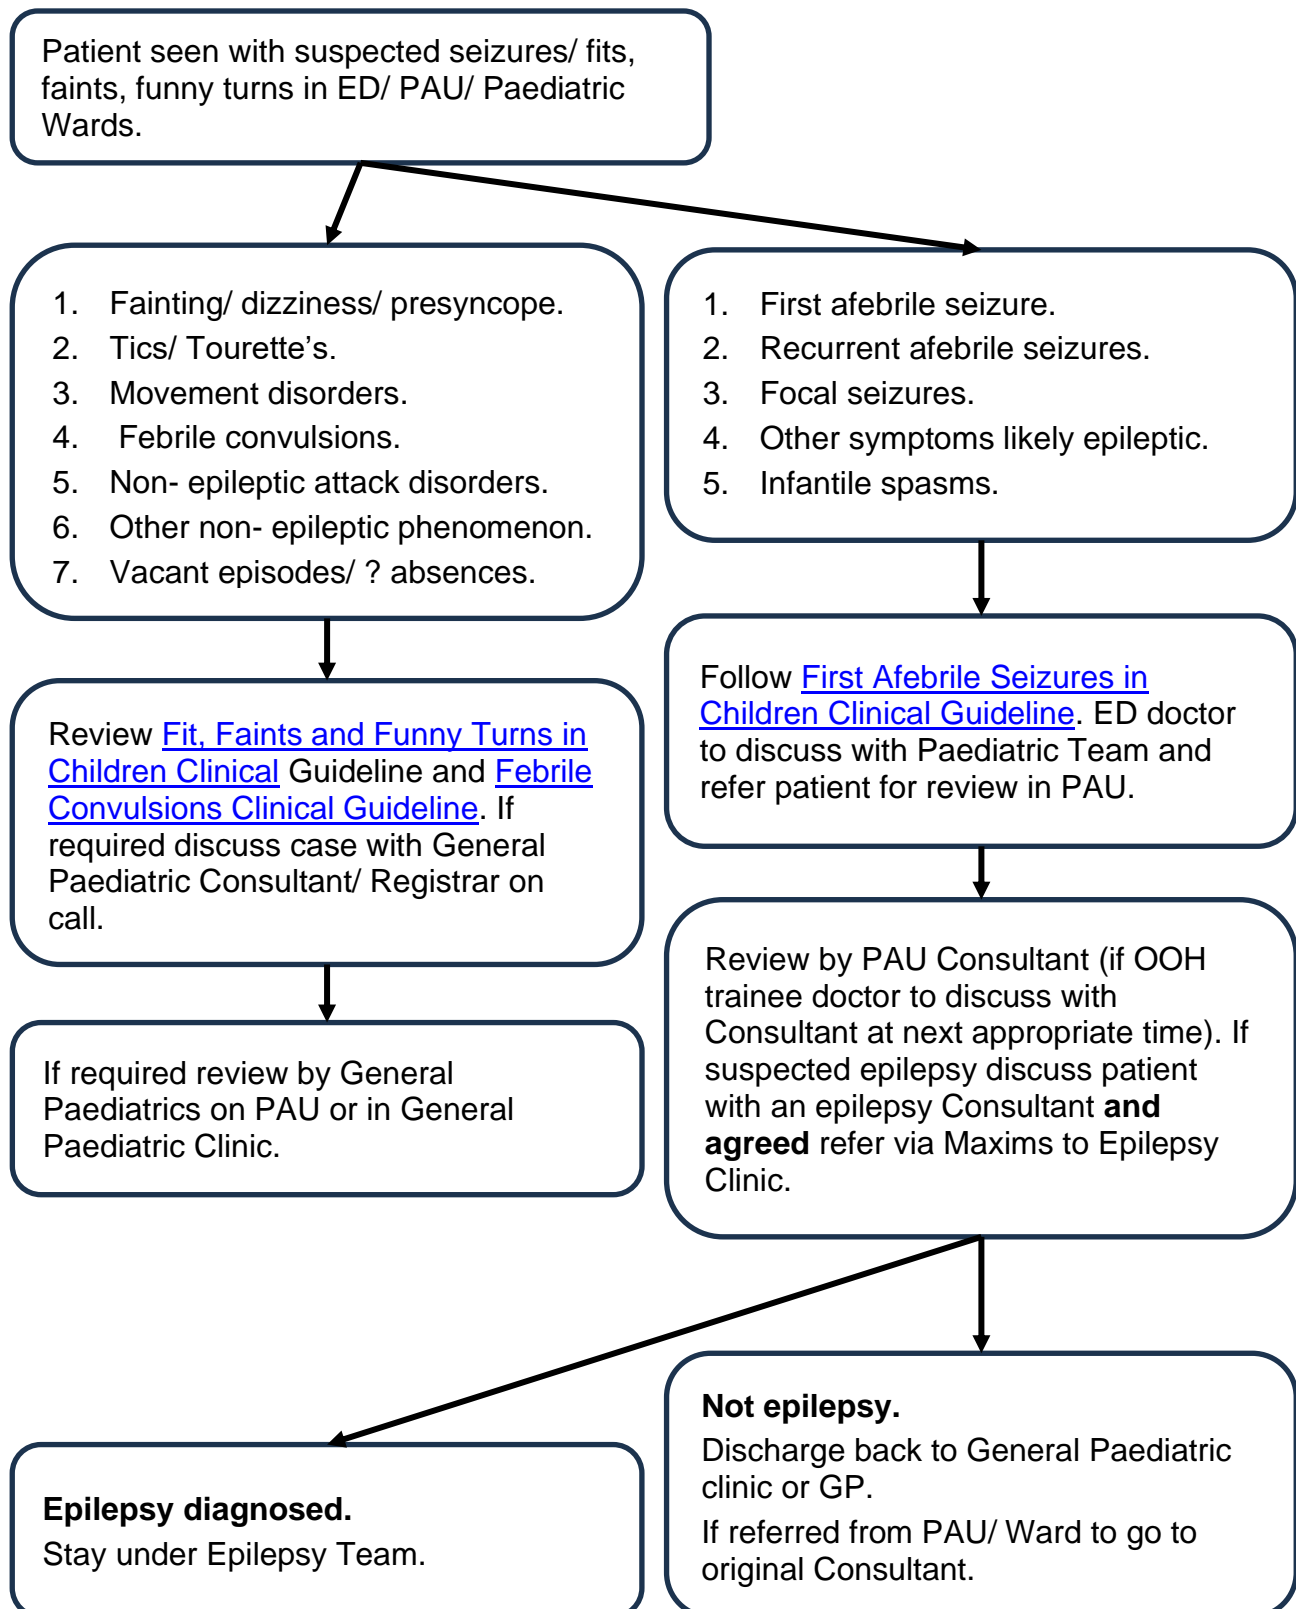 Patient seen with suspected seizures/ fits,
faints, funny turns in ED/ PAU/ Paediatric
Wards.
1. Fainting/ dizziness/ presyncope.
2. Tics/ Tourette’s.
3. Movement disorders.
4. Febrile convulsions.
5. Non- epileptic attack disorders.
6. Other non- epileptic phenomenon.
7. Vacant episodes/ ? absences.
1. First afebrile seizure.
2. Recurrent afebrile seizures.
3. Focal seizures.
4. Other symptoms likely epileptic.
5. Infantile spasms.
Review Fit, Faints and Funny Turns in
Children Clinical Guideline and Febrile
Convulsions Clinical Guideline. If
required discuss case with General
Paediatric Consultant/ Registrar on
call.
Follow First Afebrile Seizures in
Children Clinical Guideline. ED doctor
to discuss with Paediatric Team and
refer patient for review in PAU.
If required review by General
Paediatrics on PAU or in General
Paediatric Clinic.
Review by PAU Consultant (if OOH
trainee doctor to discuss with
Consultant at next appropriate time). If
suspected epilepsy discuss patient
with an epilepsy Consultant and
agreed refer via Maxims to Epilepsy
Clinic.
Epilepsy diagnosed.
Stay under Epilepsy Team.
Not epilepsy.
Discharge back to General Paediatric
clinic or GP.
If referred from PAU/ Ward to go to
original Consultant.